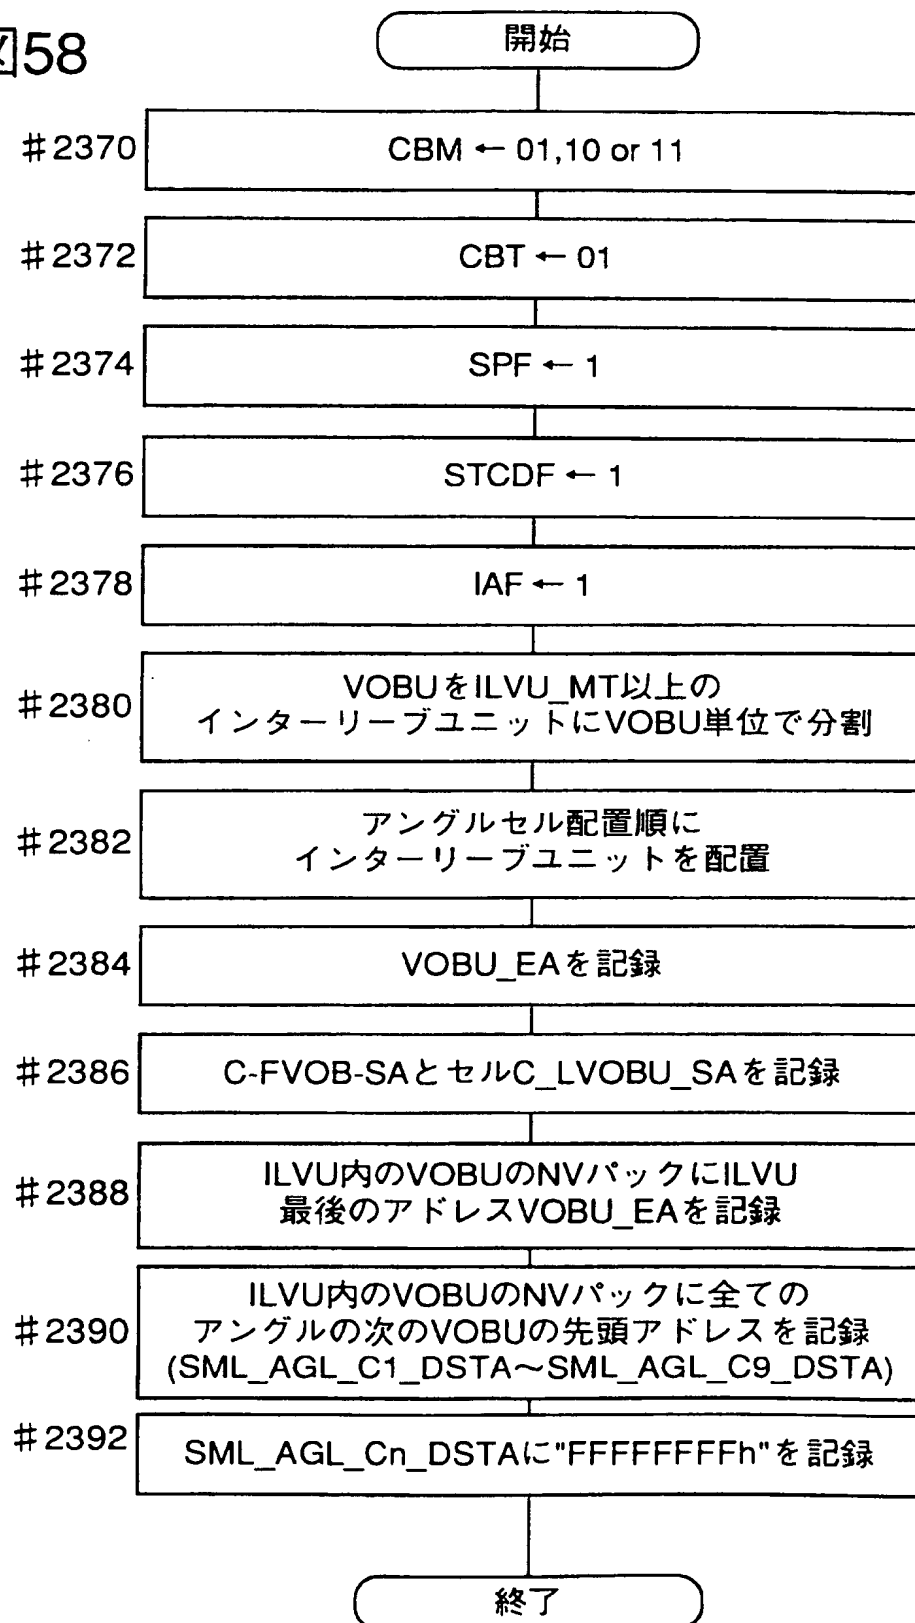 図58
開始
#2370
CBM ← 01,10 or 11
#2372
CBT ← 01
#2374
SPF ← 1
#2376
STCDF ← 1
#2378
IAF ← 1
#2380
VOBUをILVU_MT以上の
インターリーブユニットにVOBU単位で分割
#2382
アングルセル配置順に
インターリーブユニットを配置
#2384
VOBU_EAを記録
#2386
C-FVOB-SAとセルC_LVOBU_SAを記録
#2388
ILVU内のVOBUのNVパックにILVU
最後のアドレスVOBU_EAを記録
#2390
ILVU内のVOBUのNVパックに全ての
アングルの次のVOBUの先頭アドレスを記録
(SML_AGL_C1_DSTA～SML_AGL_C9_DSTA)
#2392
SML_AGL_Cn_DSTAに"FFFFFFFFh"を記録
終了